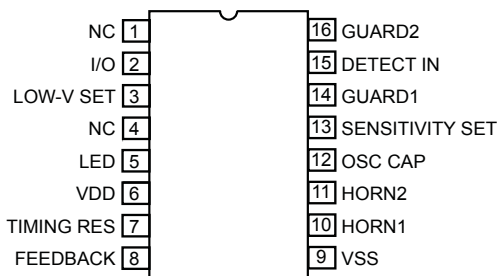 NC 1
I/O 2
LOW-V SET 3
NC 4
LED 5
VDD 6
TIMING RES 7
FEEDBACK 8
16 GUARD2
15 DETECT IN
14 GUARD1
13 SENSITIVITY SET
12 OSC CAP
11 HORN2
10 HORN1
9 VSS